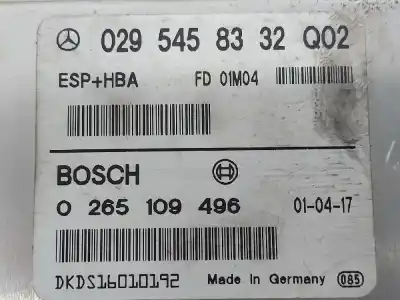 029 545 83 32 Q02
ESP+HBA FD 01M04
BOSCH
0 265 109 496 01-04-17
DKDS16010192 Made in Germany 085